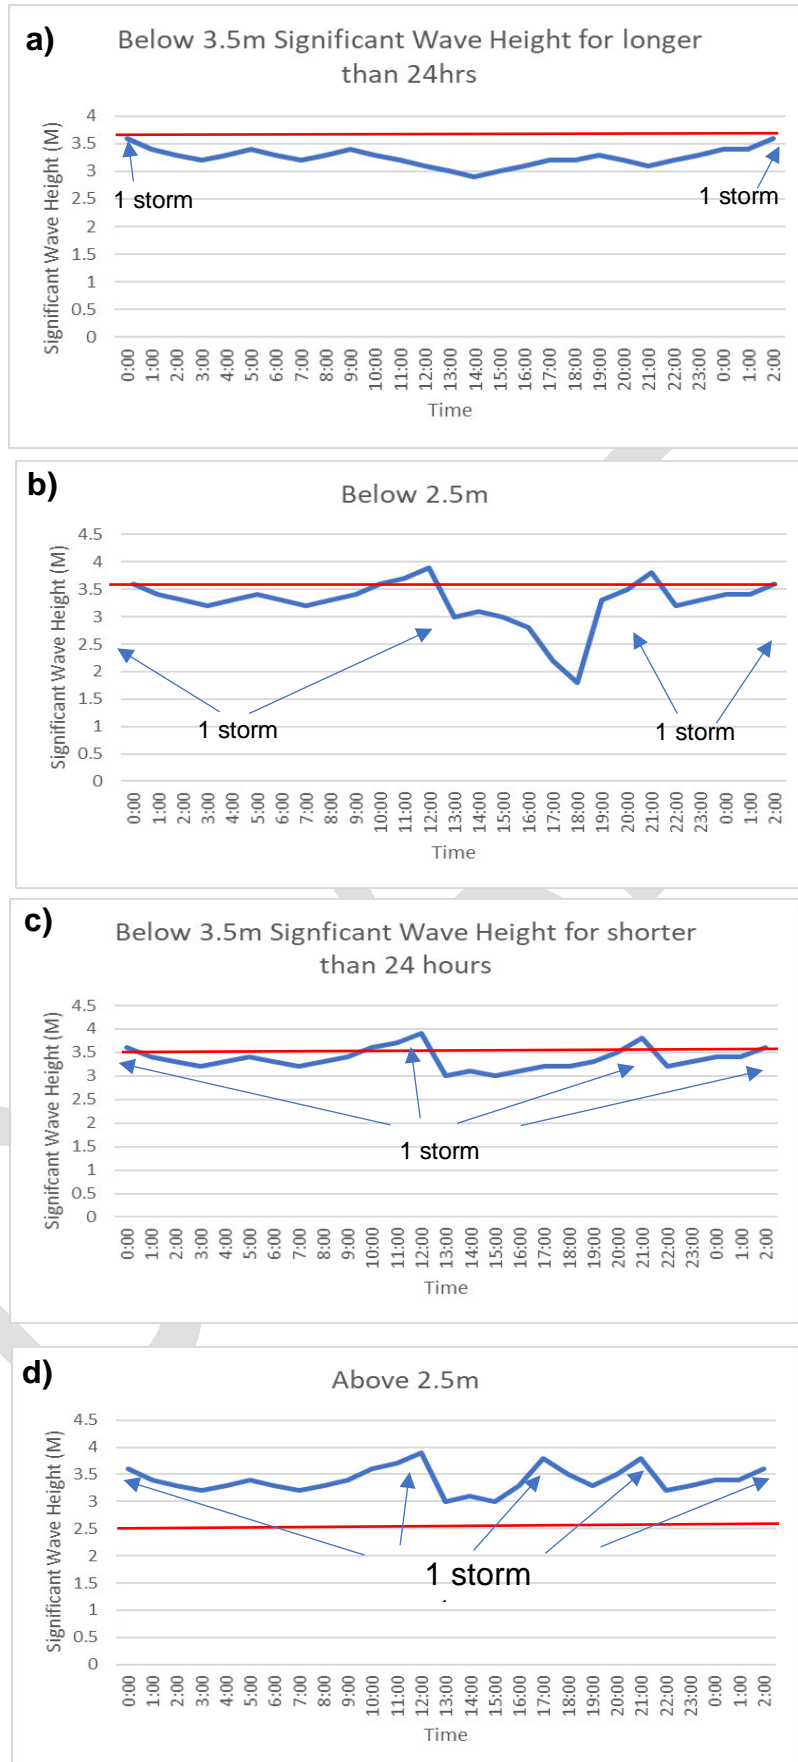 a)
Below 3.5m Significant Wave Height for longer
than 24hrs
Significant Wave Height (M)
4
3.5
3
2.5
2
1.5
1
0.5
0
1 storm
1 storm
0:00 1:00 2:00 3:00 4:00 5:00 6:00 7:00 8:00 9:00 10:00 11:00 12:00 13:00 14:00 15:00 16:00 17:00 18:00 19:00 20:00 21:00 22:00 23:00 0:00 1:00 2:00
Time
b)
Below 2.5m
Significant Wave Height (M)
4.5
4
3.5
3
2.5
2
1.5
1
0.5
0
1 storm
1 storm
0:00 1:00 2:00 3:00 4:00 5:00 6:00 7:00 8:00 9:00 10:00 11:00 12:00 13:00 14:00 15:00 16:00 17:00 18:00 19:00 20:00 21:00 22:00 23:00 0:00 1:00 2:00
Time
c)
Below 3.5m Signficant Wave Height for shorter
than 24 hours
Signifcant Wave Height (M)
4.5
4
3.5
3
2.5
2
1.5
1
0.5
0
1 storm
0:00 1:00 2:00 3:00 4:00 5:00 6:00 7:00 8:00 9:00 10:00 11:00 12:00 13:00 14:00 15:00 16:00 17:00 18:00 19:00 20:00 21:00 22:00 23:00 0:00 1:00 2:00
Time
d)
Above 2.5m
Significant Wave Height (M)
4.5
4
3.5
3
2.5
2
1.5
1
0.5
0
1 storm
0:00 1:00 2:00 3:00 4:00 5:00 6:00 7:00 8:00 9:00 10:00 11:00 12:00 13:00 14:00 15:00 16:00 17:00 18:00 19:00 20:00 21:00 22:00 23:00 0:00 1:00 2:00
Time